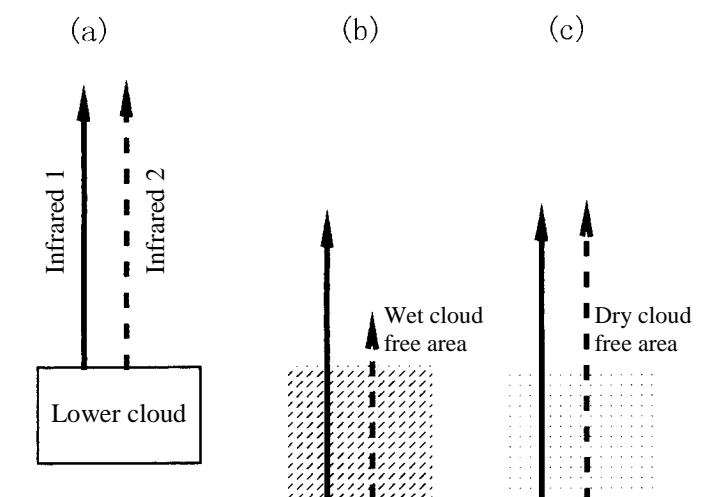 (a)
(b)
(c)
Infrared 1
Infrared 2
Lower cloud
Wet cloud
free area
Dry cloud
free area